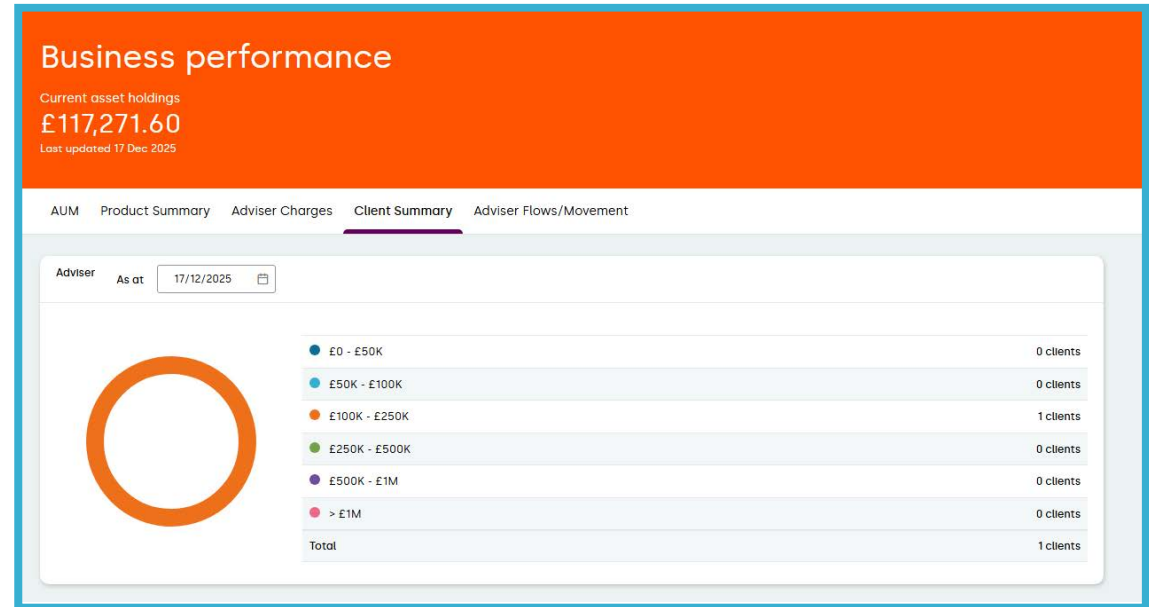 Business performance
Current asset holdings
£117,271.60
Last updated 17 Dec 2025
AUM Product Summary Adviser Charges Client Summary Adviser Flows/Movement
Adviser As at 17/12/2025
£0 - £50K 0 clients
£50K - £100K 0 clients
£100K - £250K 1 clients
£250K - £500K 0 clients
£500K - £1M 0 clients
> £1M 0 clients
Total 1 clients